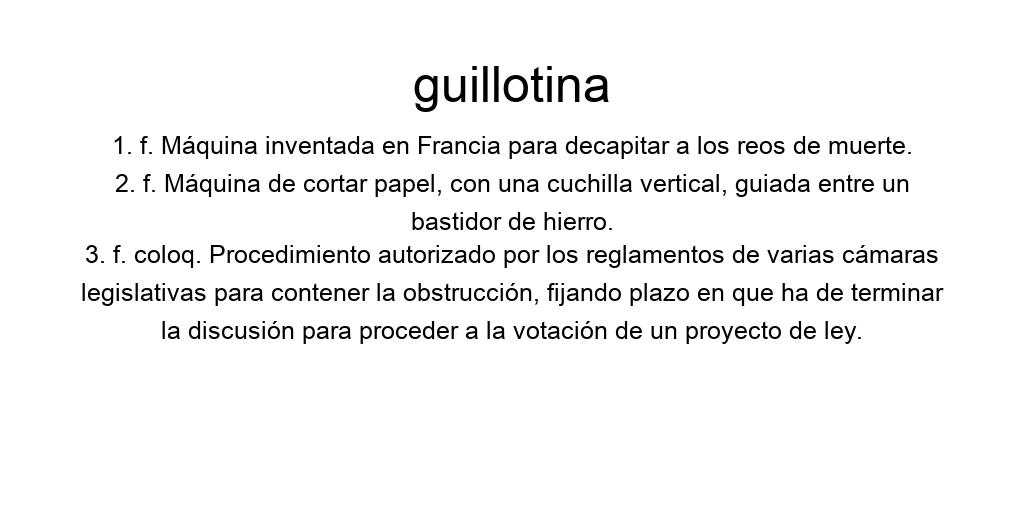 guillotina
1. f. Máquina inventada en Francia para decapitar a los reos de muerte.
2. f. Máquina de cortar papel, con una cuchilla vertical, guiada entre un
bastidor de hierro.
3. f. coloq. Procedimiento autorizado por los reglamentos de varias cámaras
legislativas para contener la obstrucción, fijando plazo en que ha de terminar
la discusión para proceder a la votación de un proyecto de ley.